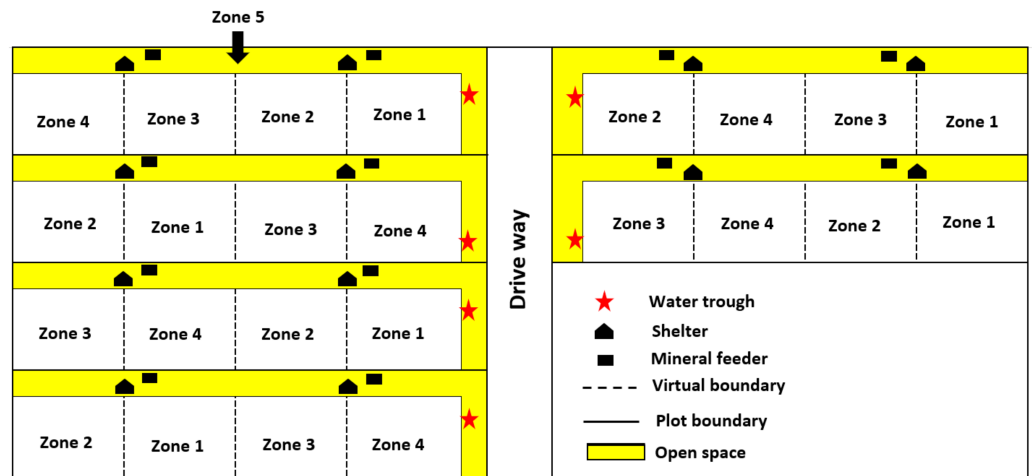 Zone 5
Zone 4 Zone 3 Zone 2 Zone 1
Zone 2 Zone 1 Zone 3 Zone 4
Zone 3 Zone 4 Zone 2 Zone 1
Zone 2 Zone 1 Zone 3 Zone 4
Drive way
Zone 2 Zone 4 Zone 3 Zone 1
Zone 3 Zone 4 Zone 2 Zone 1
Water trough
Shelter
Mineral feeder
Virtual boundary
Plot boundary
Open space